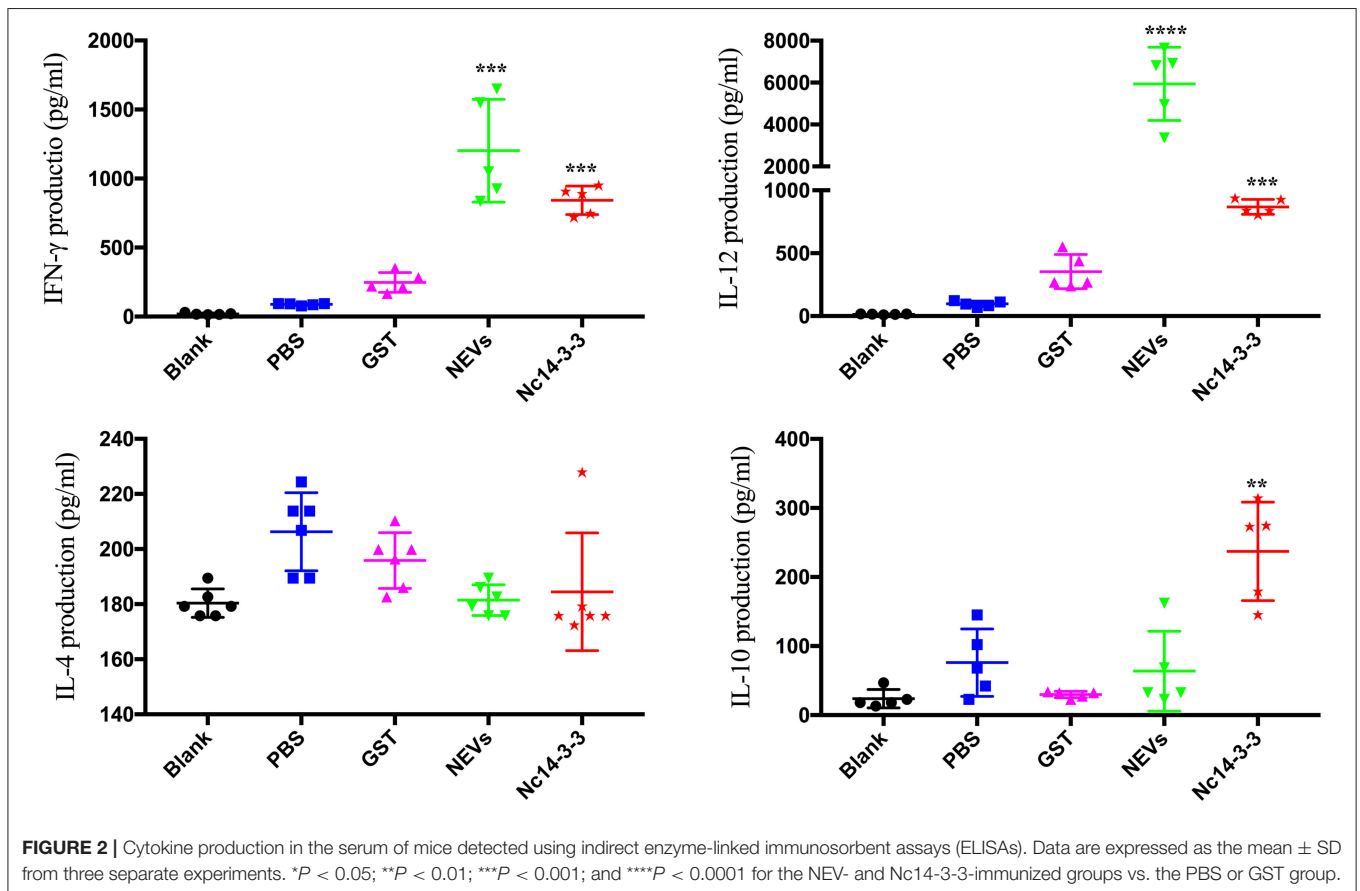 IFN-γ productio (pg/ml)
2000
1500
1000
500
0
***
***
Blank
PBS
GST
NEVs
Nc14-3-3
IL-12 production (pg/ml)
8000
6000
4000
2000
1000
500
0
****
***
Blank
PBS
GST
NEVs
Nc14-3-3
IL-4 production (pg/ml)
240
220
200
180
160
140
Blank
PBS
GST
NEVs
Nc14-3-3
IL-10 production (pg/ml)
400
300
200
100
0
**
Blank
PBS
GST
NEVs
Nc14-3-3
FIGURE 2 | Cytokine production in the serum of mice detected using indirect enzyme-linked immunosorbent assays (ELISAs). Data are expressed as the mean ± SD
from three separate experiments. *P < 0.05; **P < 0.01; ***P < 0.001; and ****P < 0.0001 for the NEV- and Nc14-3-3-immunized groups vs. the PBS or GST group.